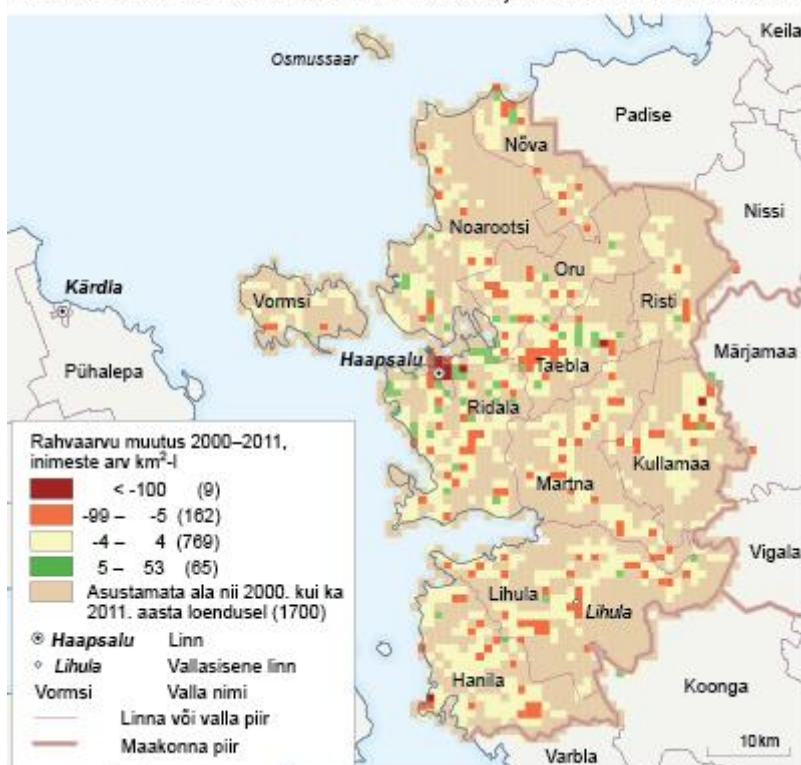 Keila
Osmussaar
Padise
Nõva
Nissi
Noarootsi
Oru
Kärdla
Vormsi
Risti
Pühalepa
Haapsalu
Taebla
Märjamaa
Ridala
Kullamaa
Martna
Vigala
Lihula
Lihula
Hanila
Koonga
Varbla
10 km
Rahvaarvu muutus 2000–2011,
inimeste arv km²-l
< -100 (9)
-99 – -5 (162)
-4 – 4 (769)
5 – 53 (65)
Asustamata ala nii 2000. kui ka
2011. aasta loendusel (1700)
Haapsalu Linn
Lihula Vallasisene linn
Vormsi Valla nimi
Linna või valla piir
Maakonna piir